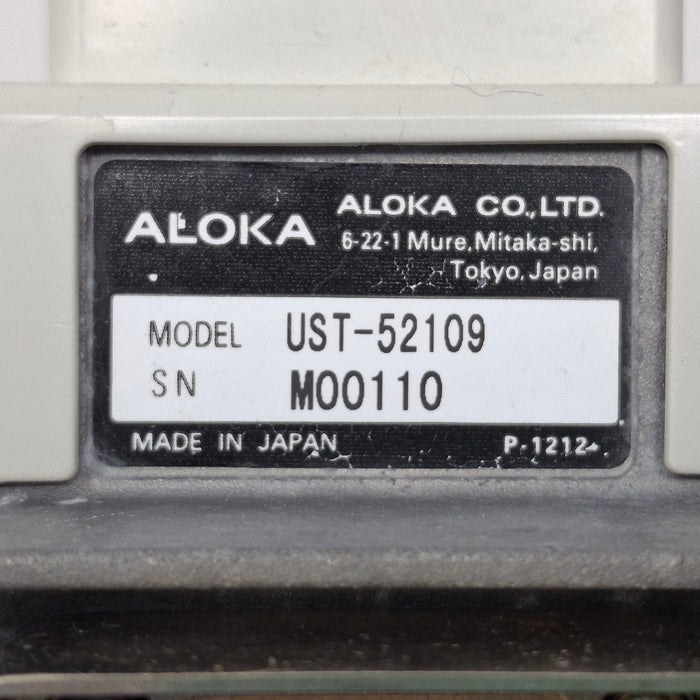 ALOKA
ALOKA CO.,LTD.
6-22-1 Mure,Mitaka-shi,
Tokyo,Japan
MODEL UST-52109
SN M00110
MADE IN JAPAN P-1212